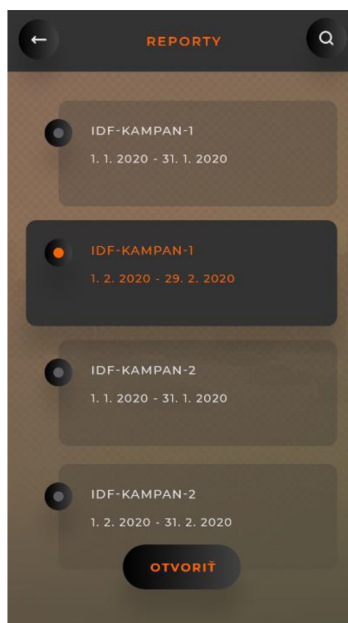 REPORTY
IDF-KAMPAN-1
1. 1. 2020 - 31. 1. 2020
IDF-KAMPAN-1
1. 2. 2020 - 29. 2. 2020
IDF-KAMPAN-2
1. 1. 2020 - 31. 1. 2020
IDF-KAMPAN-2
1. 2. 2020 - 31. 2. 2020
OTVORIŤ